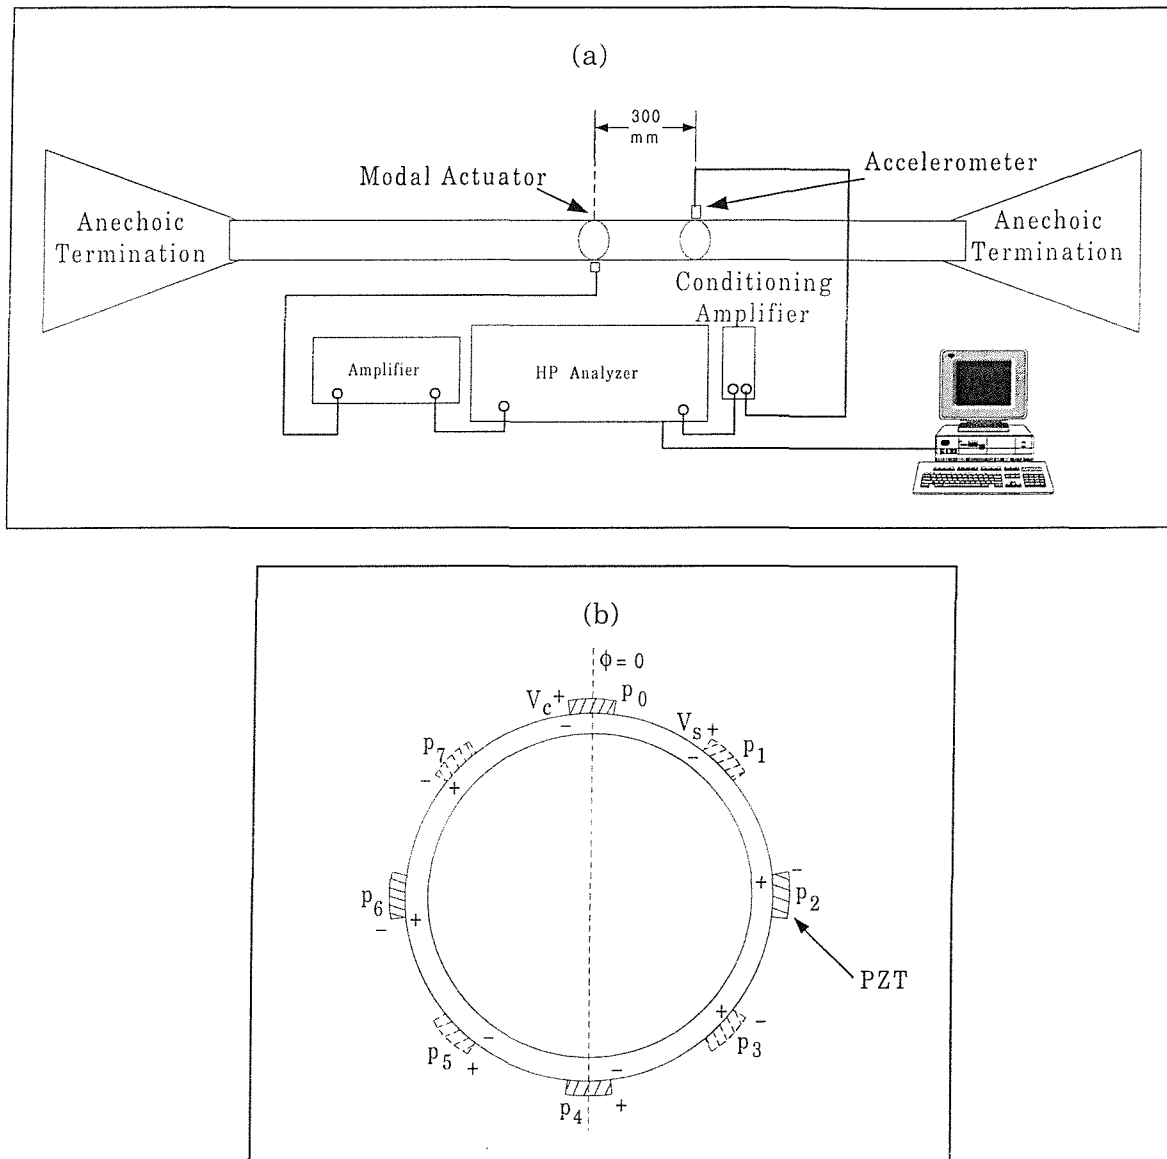 (a)
300
mm
Modal Actuator
Accelerometer
Anechoic
Termination
Anechoic
Termination
Conditioning
Amplifier
Amplifier
HP Analyzer
(b)
ϕ = 0
V_c + p_0
-
V_s + p_1
-
p_7
- +
+ - p_2
p_6 +
-
PZT
+ - p_3
p_5 - +
- p_4 +